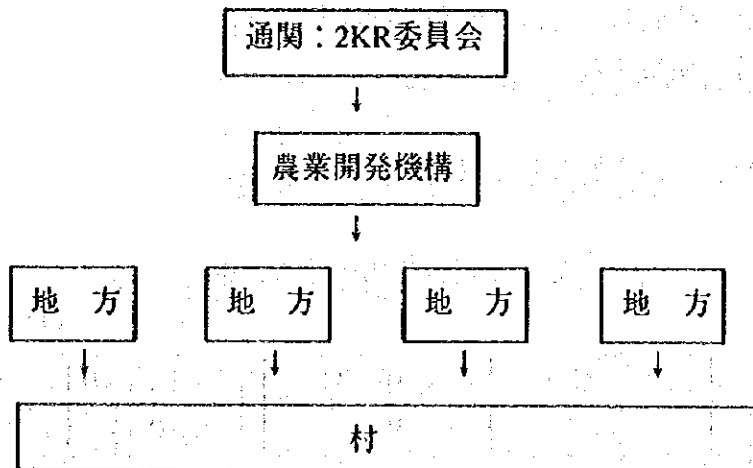 通関：2KR委員会
↓
農業開発機構
↓
地　方　地　方　地　方　地　方
↓　↓　↓　↓
村